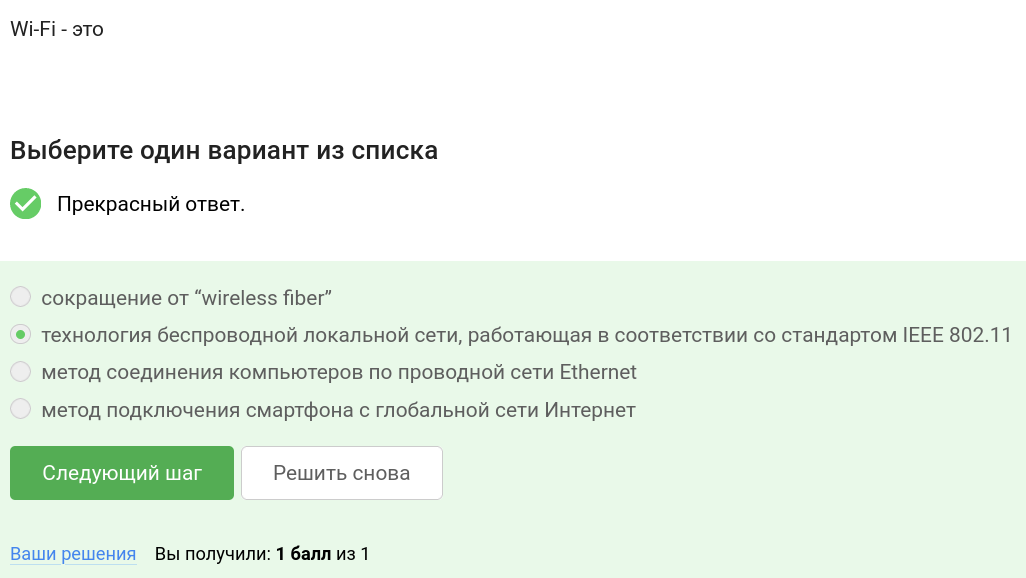 Wi-Fi - это
Выберите один вариант из списка
Прекрасный ответ.
сокращение от “wireless fiber”
технология беспроводной локальной сети, работающая в соответствии со стандартом IEEE 802.11
метод соединения компьютеров по проводной сети Ethernet
метод подключения смартфона с глобальной сети Интернет
Следующий шаг Решить снова
Ваши решения Вы получили: 1 балл из 1